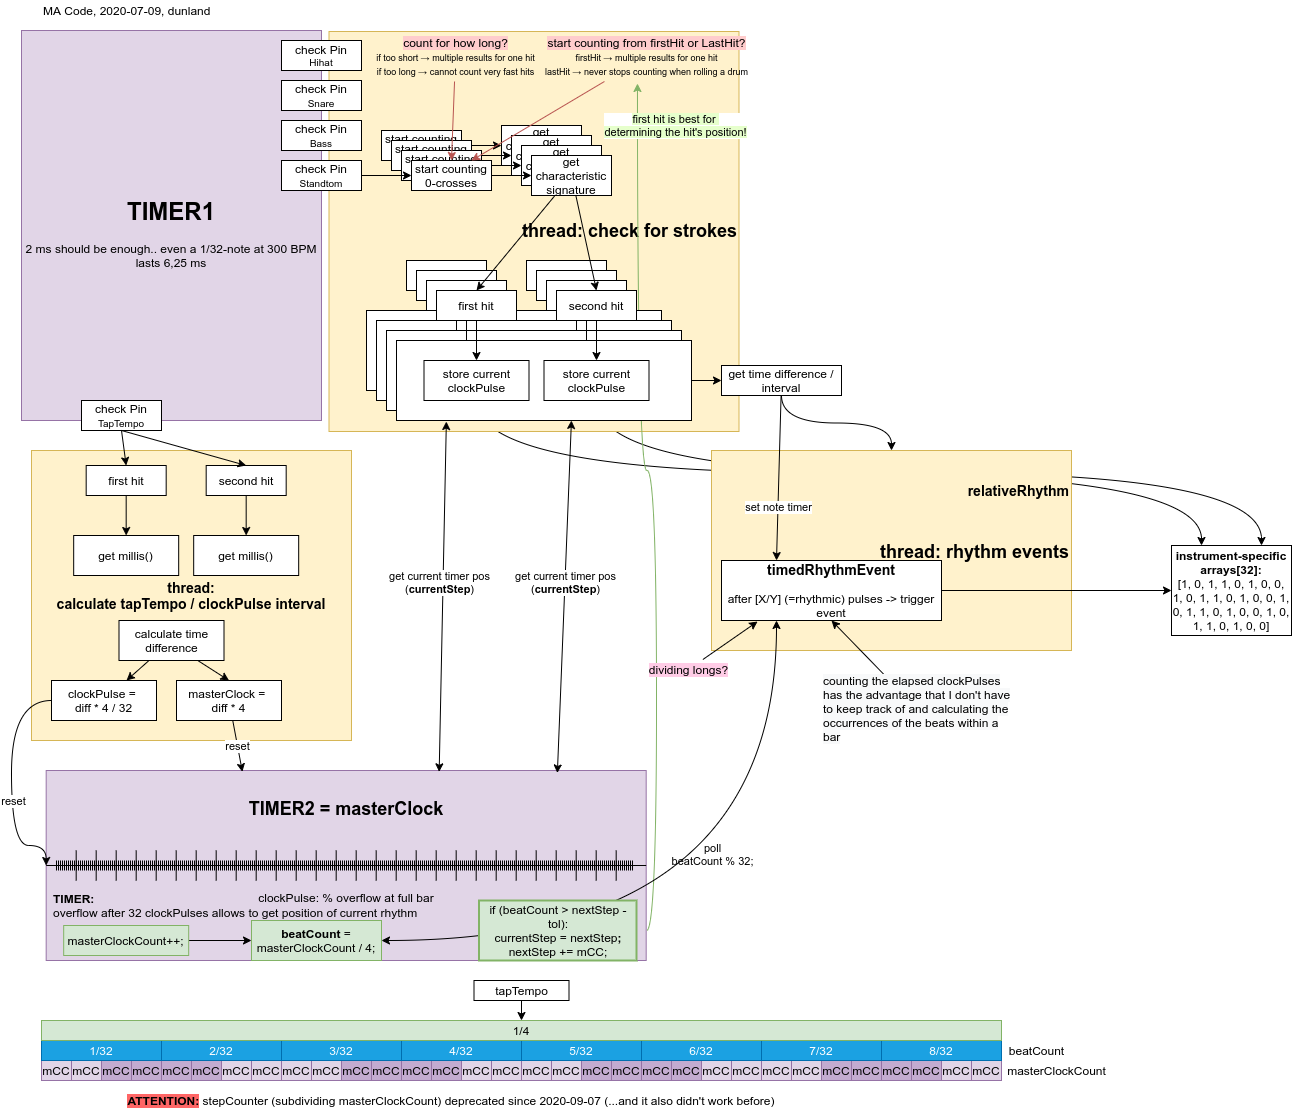 MA Code, 2020-07-09, dunland
check Pin
Hihat
check Pin
Snare
check Pin
Bass
check Pin
Standtom
TIMER1
2 ms should be enough.. even a 1/32-note at 300 BPM
lasts 6,25 ms
count for how long?
if too short → multiple results for one hit
if too long → cannot count very fast hits
start counting from firstHit or LastHit?
firstHit → multiple results for one hit
lastHit → never stops counting when rolling a drum
first hit is best for
determining the hit's position!
start counting
start counting
start counting
start counting
0-crosses
get
get
get
get
characteristic
signature
thread: check for strokes
first hit
second hit
store current
clockPulse
store current
clockPulse
get time difference /
interval
check Pin
TapTempo
first hit
second hit
get millis()
get millis()
thread:
calculate tapTempo / clockPulse interval
calculate time
difference
clockPulse =
diff * 4 / 32
masterClock =
diff * 4
reset
reset
get current timer pos
(currentStep)
get current timer pos
(currentStep)
set note timer
relativeRhythm
thread: rhythm events
timedRhythmEvent
after [X/Y] (=rhythmic) pulses -> trigger
event
instrument-specific
arrays[32]:
[1, 0, 1, 1, 0, 1, 0, 0,
1, 0, 1, 1, 0, 1, 0, 0, 1,
0, 1, 1, 0, 1, 0, 0, 1, 0,
1, 1, 0, 1, 0, 0]
dividing longs?
counting the elapsed clockPulses
has the advantage that I don't have
to keep track of and calculating the
occurrences of the beats within a
bar
TIMER2 = masterClock
poll
beatCount % 32;
TIMER:
clockPulse: % overflow at full bar
overflow after 32 clockPulses allows to get position of current rhythm
masterClockCount++;
beatCount =
masterClockCount / 4;
if (beatCount > nextStep -
tol):
currentStep = nextStep;
nextStep += mCC;
tapTempo
1/4
1/32 2/32 3/32 4/32 5/32 6/32 7/32 8/32 beatCount
mCC mCC mCC mCC mCC mCC mCC mCC mCC mCC mCC mCC mCC mCC mCC mCC mCC mCC mCC mCC mCC mCC mCC mCC mCC mCC mCC mCC mCC mCC mCC mCC masterClockCount
ATTENTION: stepCounter (subdividing masterClockCount) deprecated since 2020-09-07 (...and it also didn't work before)